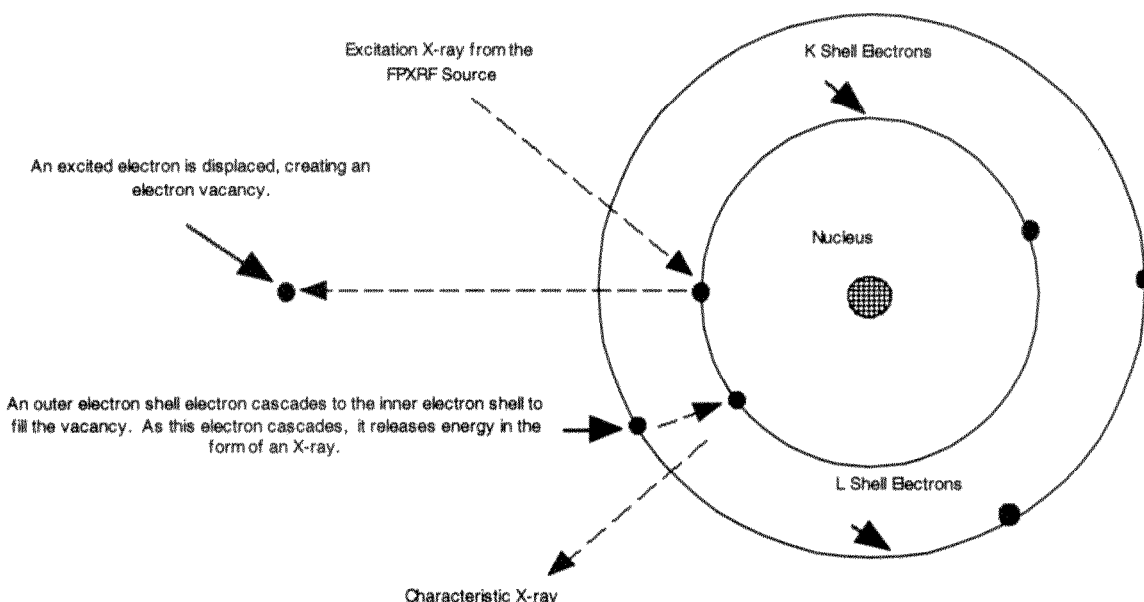 Excitation X-ray from the
FPXRF Source
K Shell Electrons
An excited electron is displaced, creating an
electron vacancy.
Nucleus
An outer electron shell electron cascades to the inner electron shell to
fill the vacancy. As this electron cascades, it releases energy in the
form of an X-ray.
L Shell Electrons
Characteristic X-ray